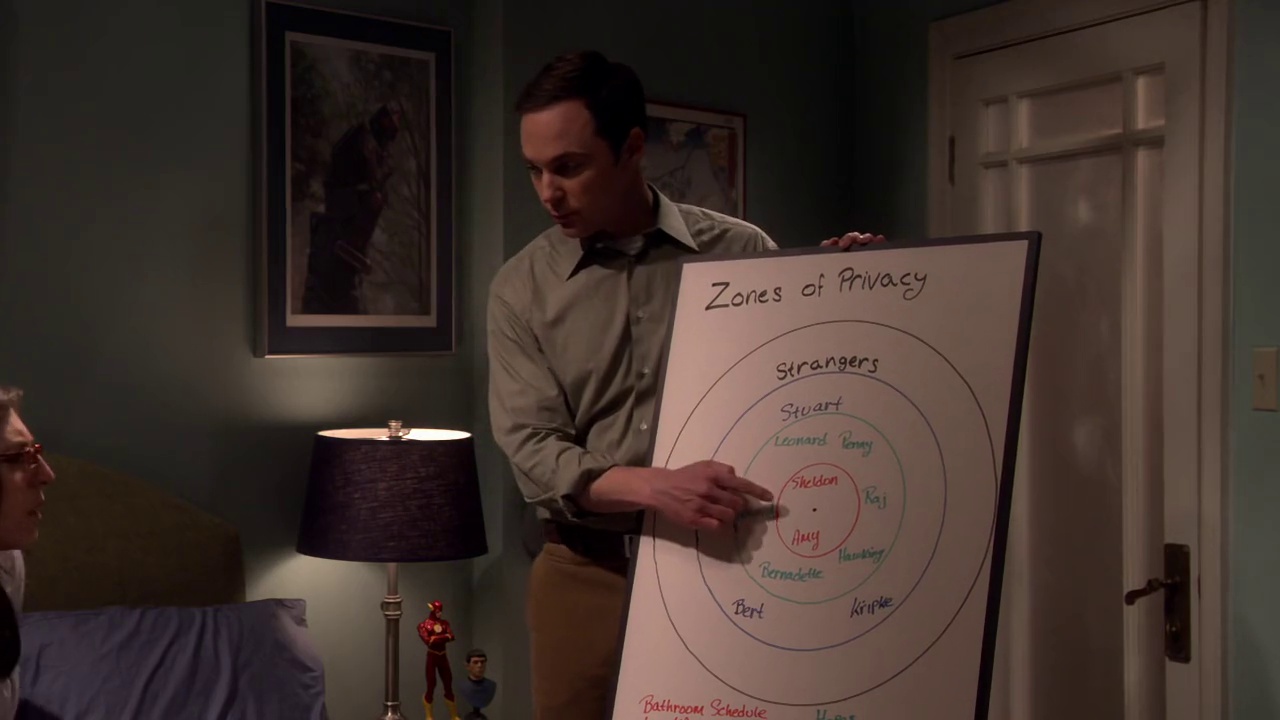 Zones of Privacy
Strangers
Stuart
Leonard Penny
Sheldon
Raj
Amy
Hawking
Bernadette
Bert Kripke
Bathroom Schedule